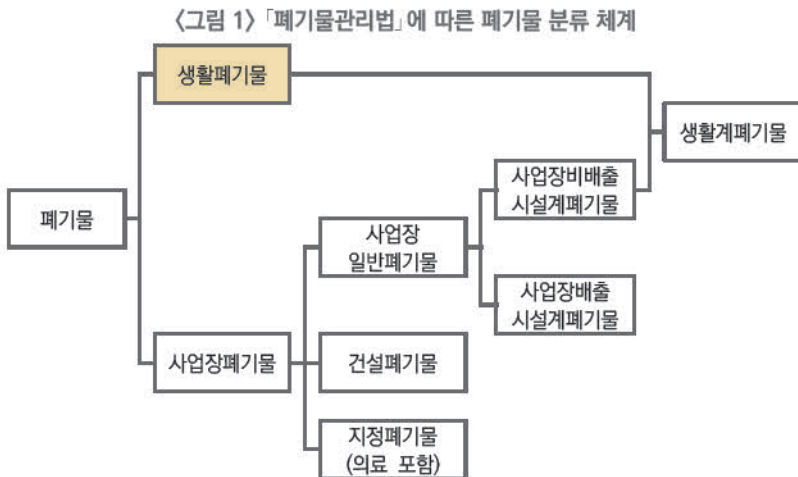 〈그림 1〉 「폐기물관리법」에 따른 폐기물 분류 체계
생활폐기물
생활계폐기물
사업장비배출
시설계폐기물
폐기물
사업장
일반폐기물
사업장배출
시설계폐기물
사업장폐기물
건설폐기물
지정폐기물
(의료 포함)